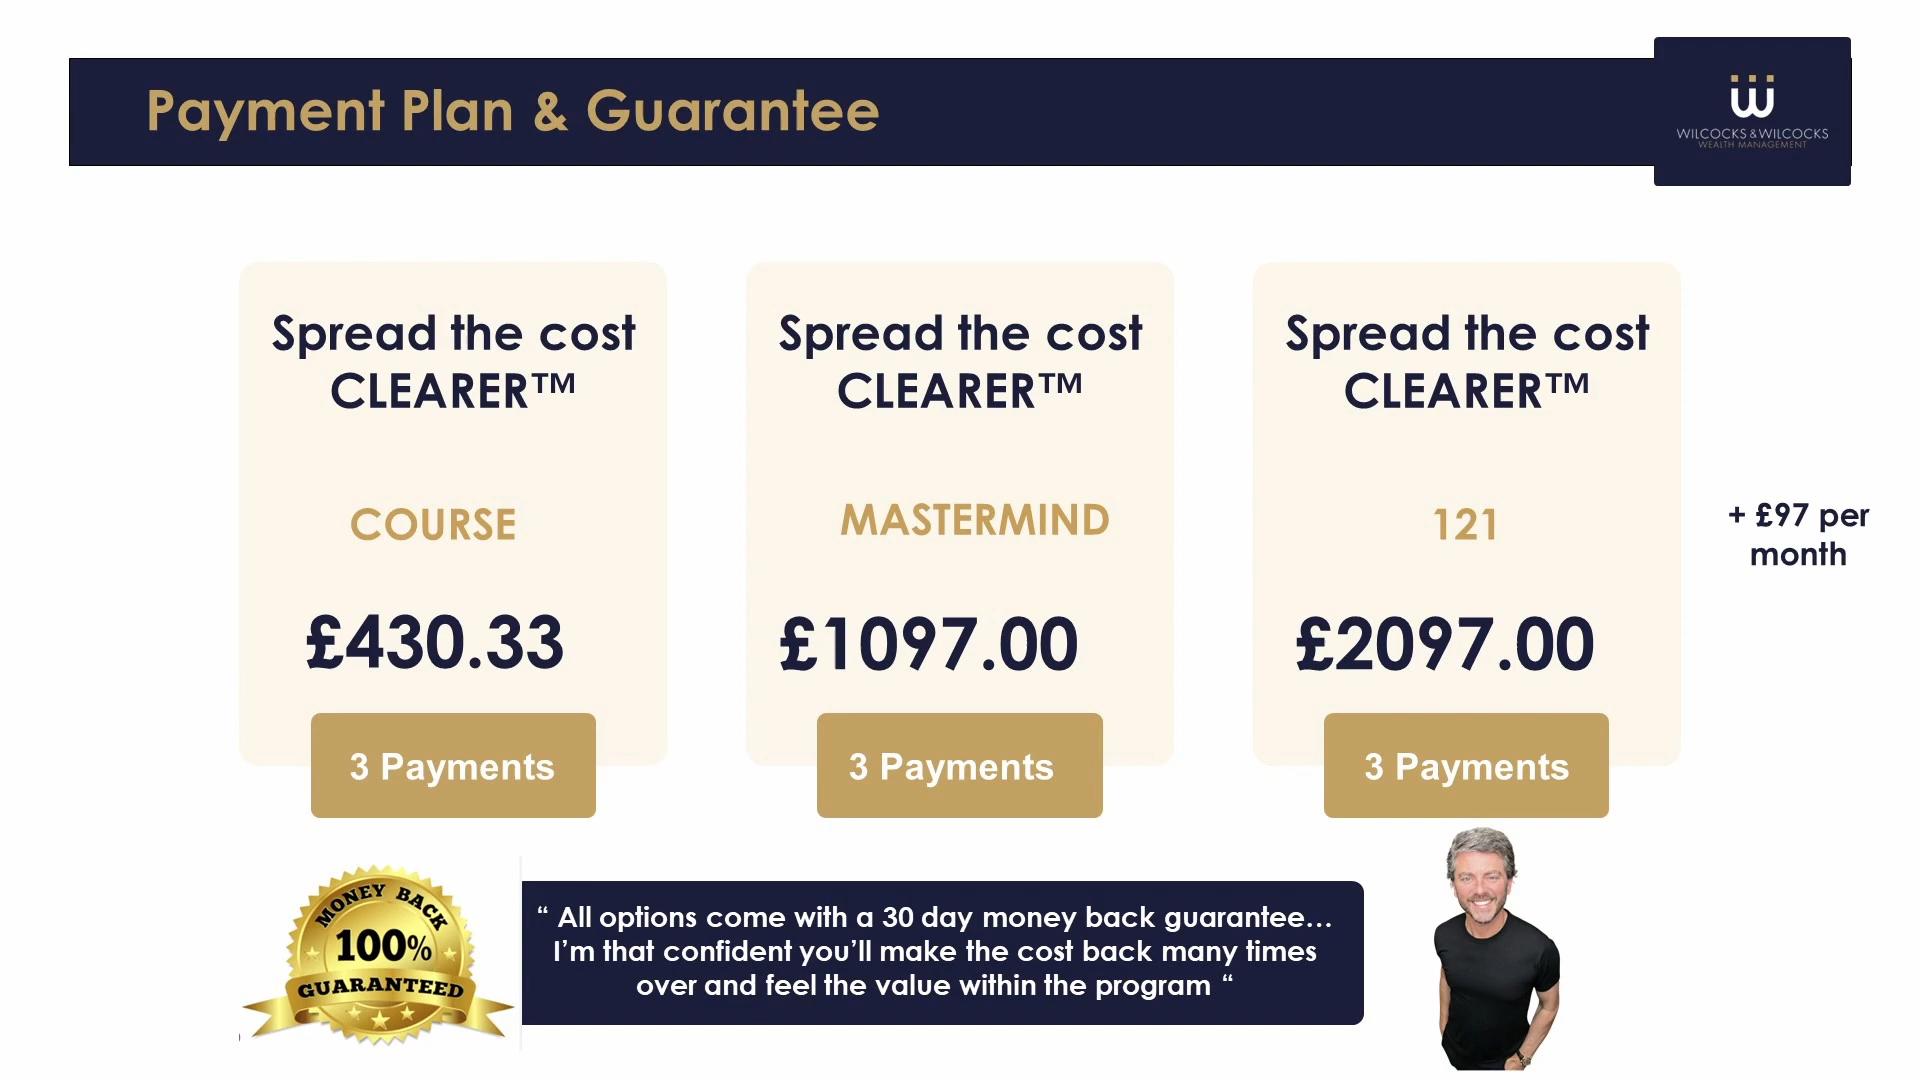 Payment Plan & Guarantee
WILCOCKS & WILCOCKS
WEALTH MANAGEMENT
Spread the cost
CLEARER™
COURSE
£430.33
3 Payments
Spread the cost
CLEARER™
MASTERMIND
£1097.00
3 Payments
Spread the cost
CLEARER™
121
£2097.00
3 Payments
+ £97 per
month
MONEY BACK
100%
GUARANTEED
“ All options come with a 30 day money back guarantee…
I’m that confident you’ll make the cost back many times
over and feel the value within the program “